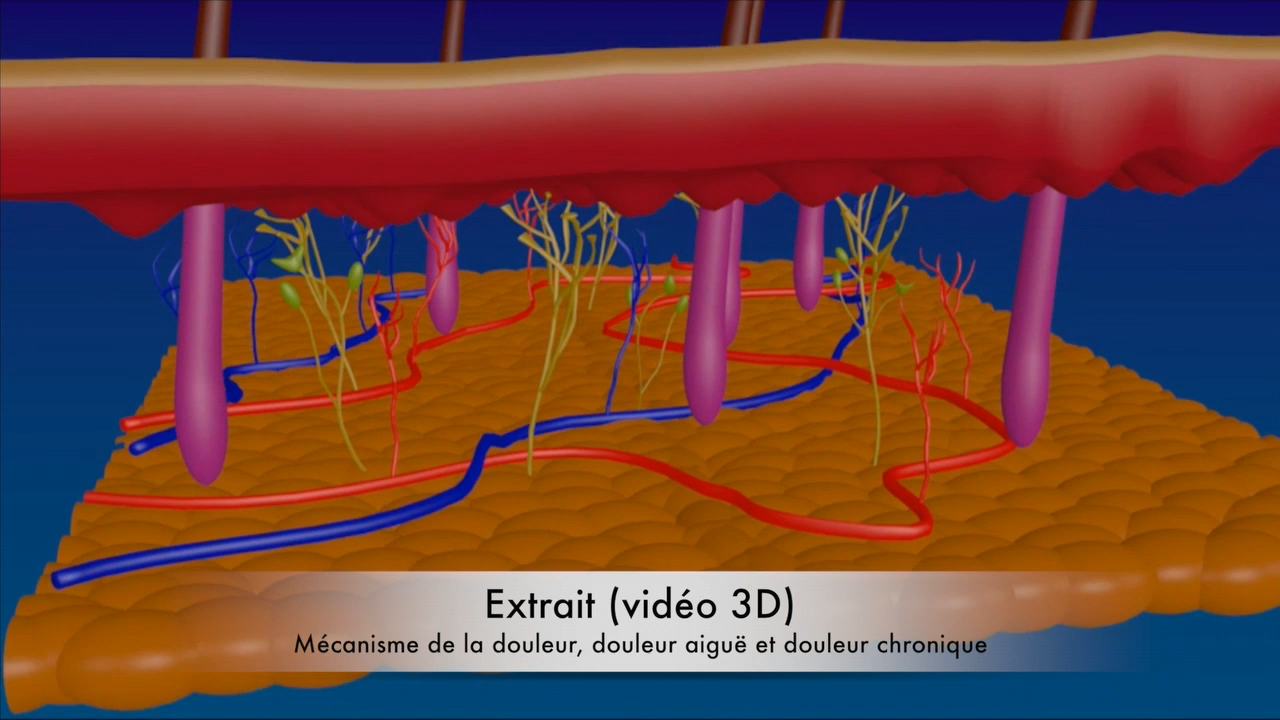 Extrait (vidéo 3D)
Mécanisme de la douleur, douleur aiguë et douleur chronique